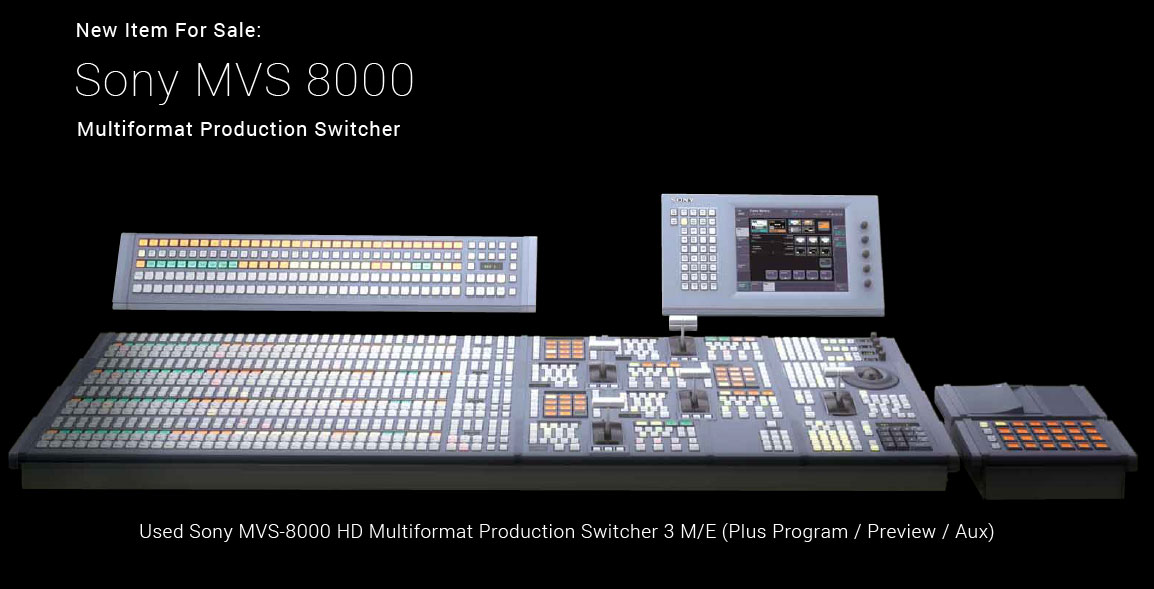 New Item For Sale:
Sony MVS 8000
Multiformat Production Switcher
SONY
Used Sony MVS-8000 HD Multiformat Production Switcher 3 M/E (Plus Program / Preview / Aux)